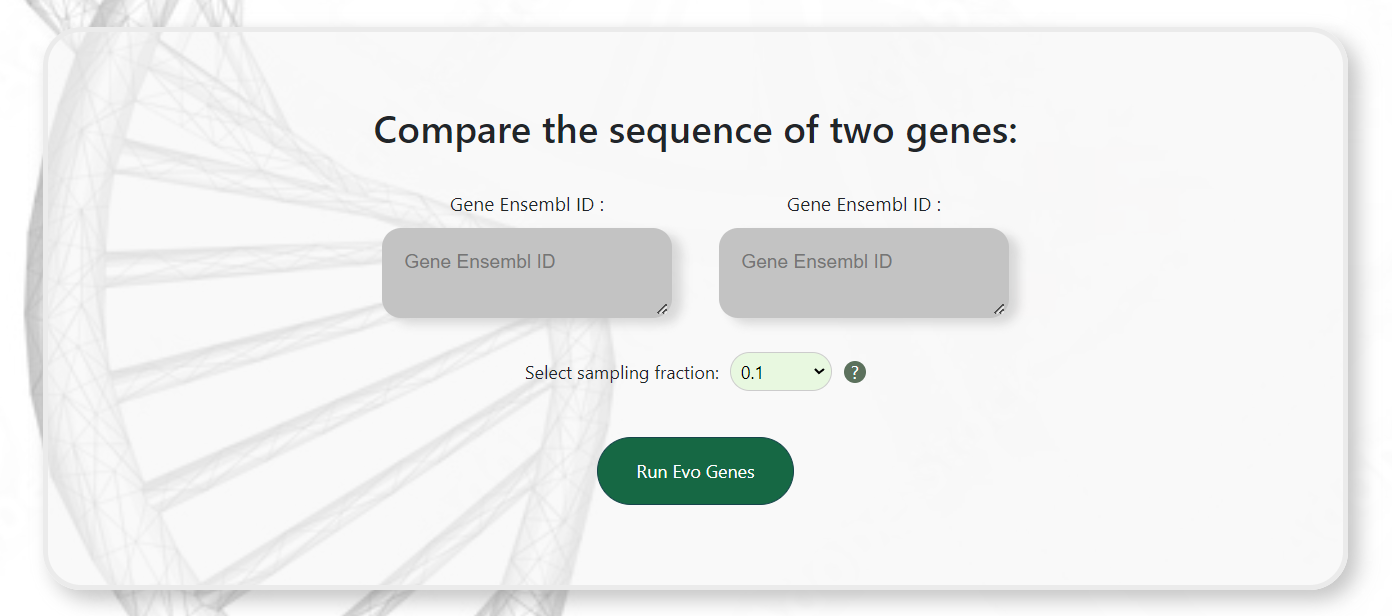 Compare the sequence of two genes:
Gene Ensembl ID : Gene Ensembl ID :
Gene Ensembl ID Gene Ensembl ID
Select sampling fraction: 0.1 ?
Run Evo Genes